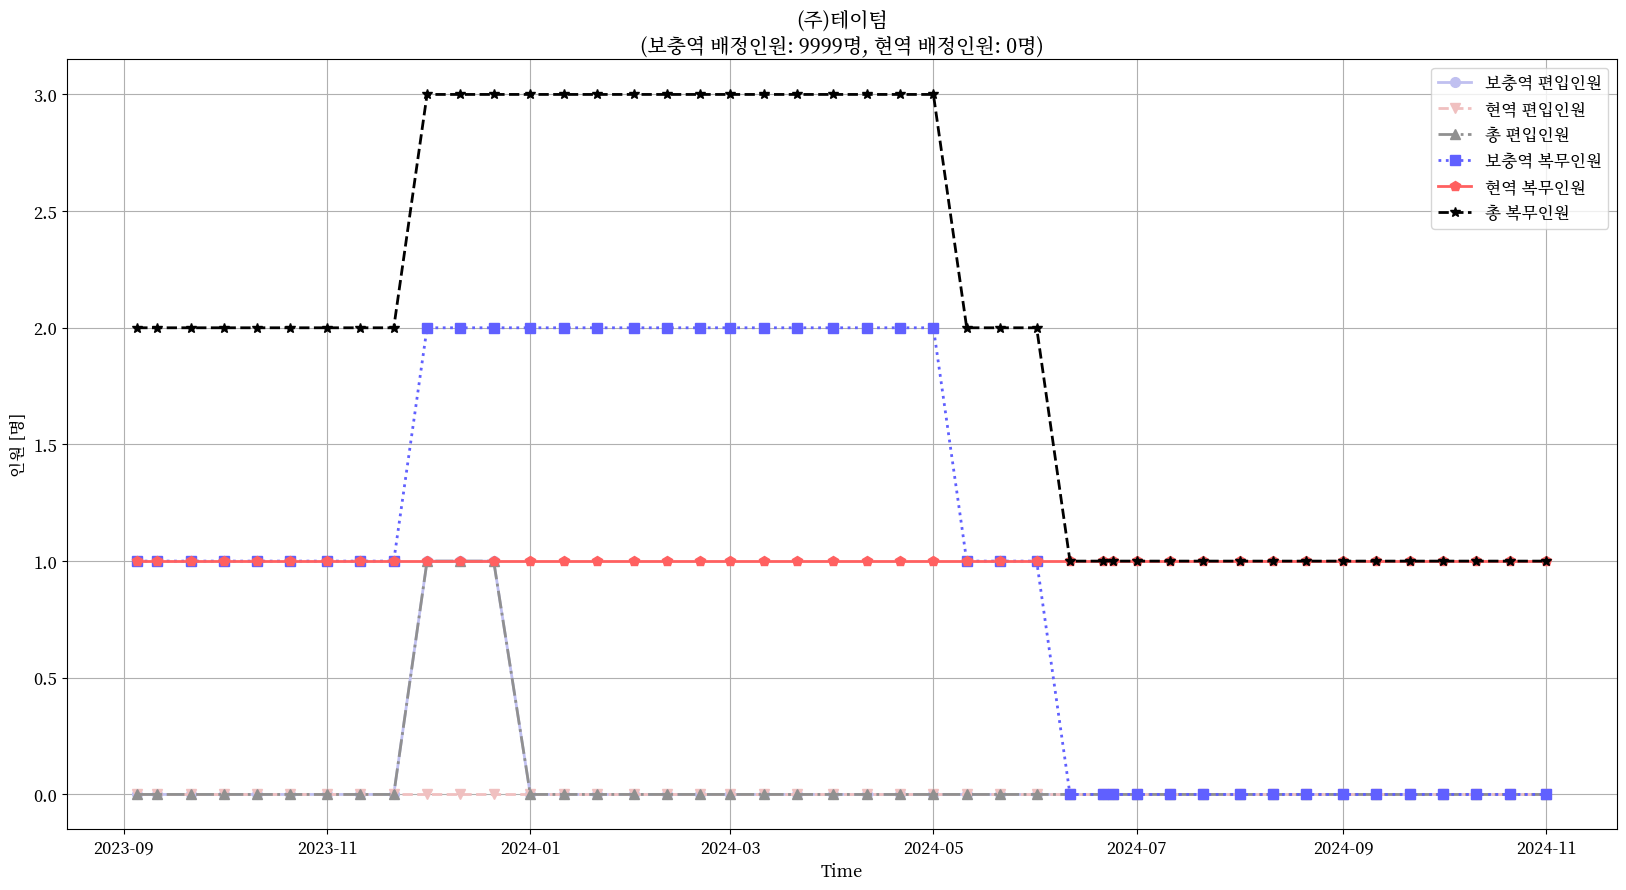 (주)테이텀
(보충역 배정인원: 9999명, 현역 배정인원: 0명)
보충역 편입인원
현역 편입인원
총 편입인원
보충역 복무인원
현역 복무인원
총 복무인원
인원 [명]
3.0
2.5
2.0
1.5
1.0
0.5
0.0
2023-09
2023-11
2024-01
2024-03
2024-05
2024-07
2024-09
2024-11
Time